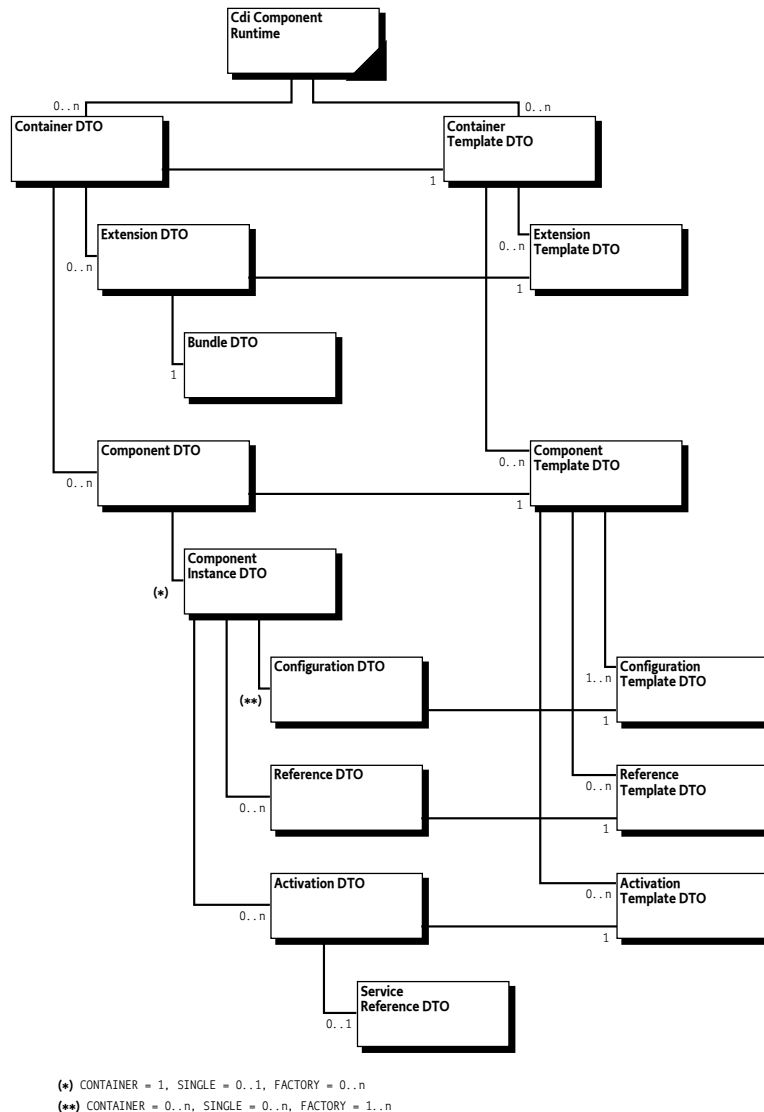 Cdi Component
Runtime
0..n
0..n
Container DTO
Container
Template DTO
1
Extension DTO
Extension
Template DTO
0..n
0..n
1
Bundle DTO
1
Component DTO
Component
Template DTO
0..n
0..n
1
Component
Instance DTO
(*)
Configuration DTO
Configuration
Template DTO
(**)
1..n
1
Reference DTO
Reference
Template DTO
0..n
0..n
1
Activation DTO
Activation
Template DTO
0..n
0..n
1
Service
Reference DTO
0..1
(*) CONTAINER = 1, SINGLE = 0..1, FACTORY = 0..n
(**) CONTAINER = 0..n, SINGLE = 0..n, FACTORY = 1..n